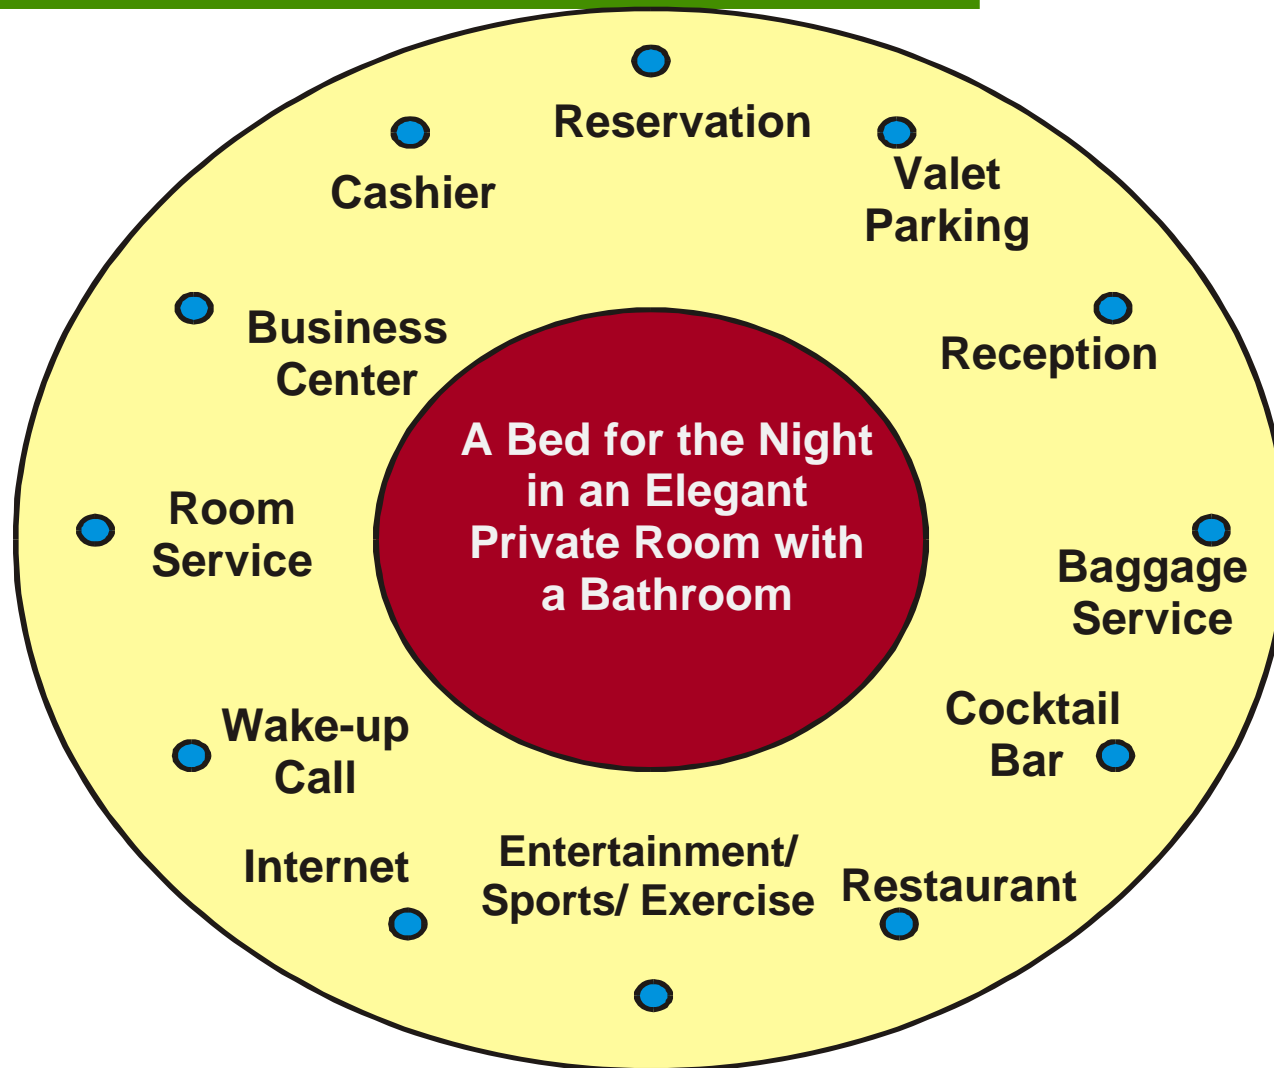 Reservation
Cashier
Valet
Parking
Business
Center
Reception
A Bed for the Night
in an Elegant
Private Room with
a Bathroom
Room
Service
Baggage
Service
Wake-up
Call
Cocktail
Bar
Internet
Entertainment/
Sports/ Exercise
Restaurant